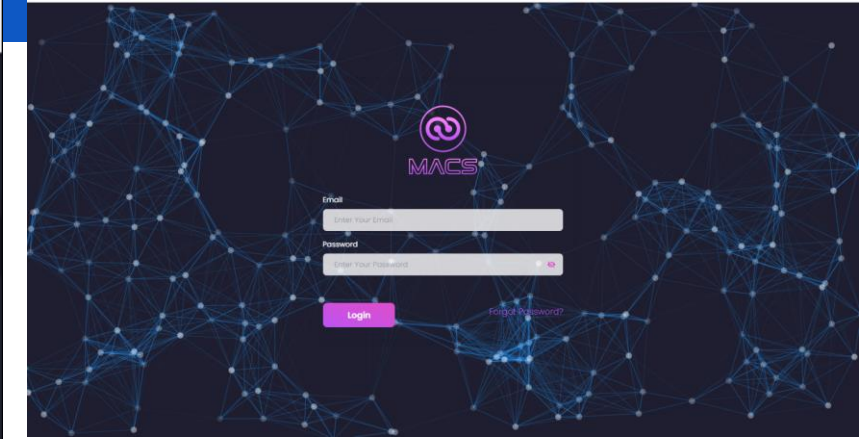 MACS
Email
Enter Your Email
Password
Enter Your Password
Login
Forgot Password?